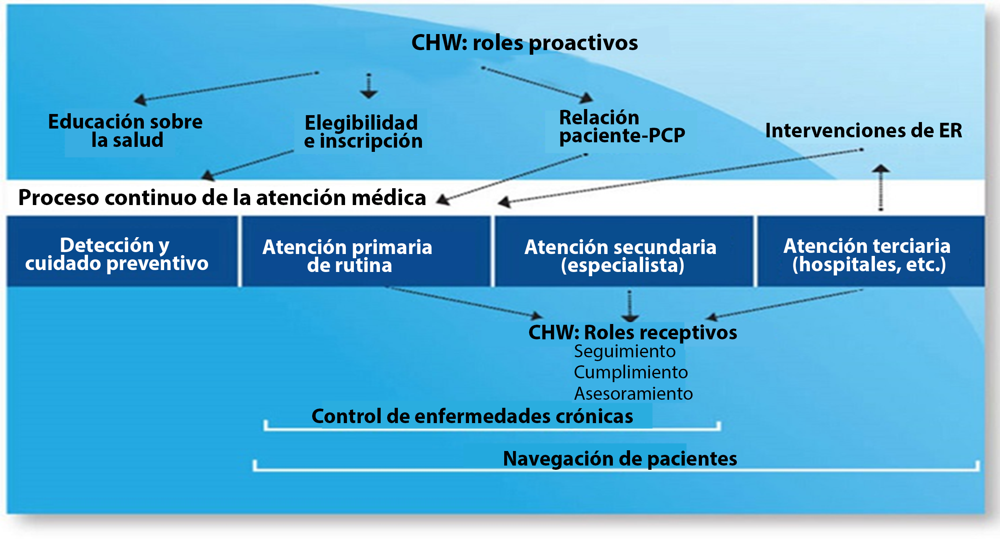 CHW: roles proactivos
Educación sobre
la salud
Elegibilidad
e inscripción
Relación
paciente-PCP
Intervenciones de ER
Proceso continuo de la atención médica
Detección y
cuidado preventivo
Atención primaria
de rutina
Atención secundaria
(especialista)
Atención terciaria
(hospitales, etc.)
CHW: Roles receptivos
Seguimiento
Cumplimiento
Asesoramiento
Control de enfermedades crónicas
Navegación de pacientes